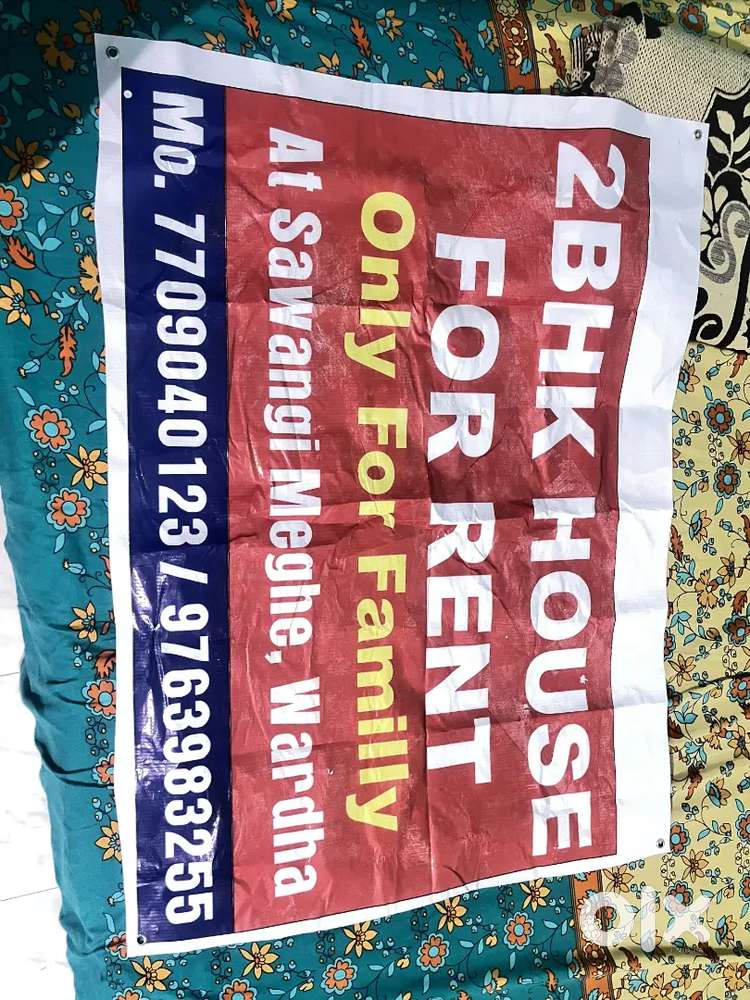 2BHK HOUSE
FOR RENT
Only For Familly
At Sawangi Meghe, Wardha
Mo. 7709040123 / 9763983255
olx